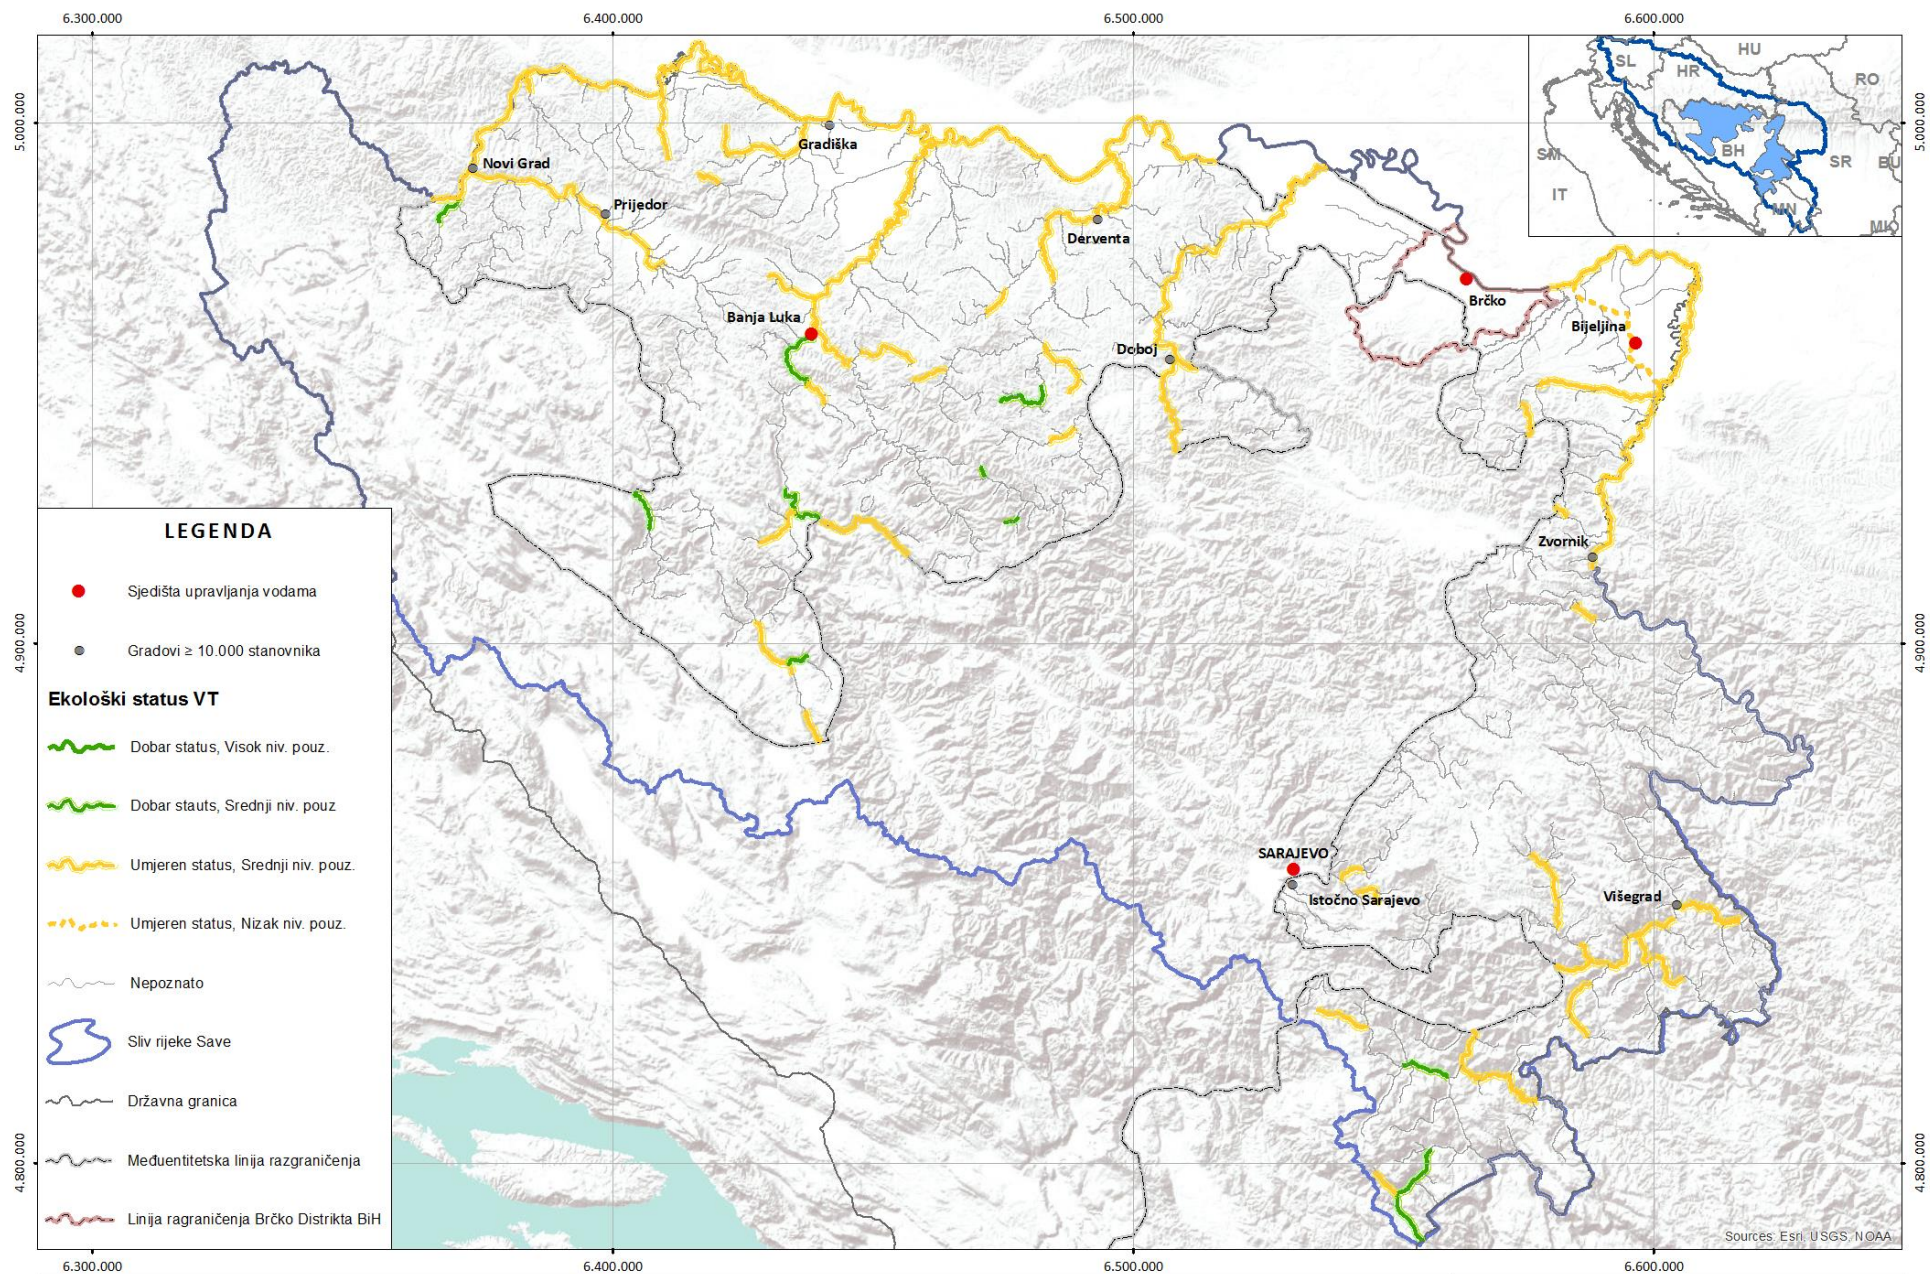 6.300.000
6.400.000
6.500.000
6.600.000
5.000.000
5.000.000
4.900.000
4.900.000
4.800.000
4.800.000
HU
SL
HR
RO
BH
SM
SR
BU
IT
MN
MK
Novi Grad
Gradiška
Prijedor
Derventa
Banja Luka
Brčko
Bijeljina
Doboj
Zvornik
SARAJEVO
Istočno Sarajevo
Višegrad
LEGENDA
Sjedišta upravljanja vodama
Gradovi ≥ 10.000 stanovnika
Ekološki status VT
Dobar status, Visok niv. pouz.
Dobar stauts, Srednji niv. pouz
Umjeren status, Srednji niv. pouz.
Umjeren status, Nizak niv. pouz.
Nepoznato
Sliv rijeke Save
Državna granica
Međuentitetska linija razgraničenja
Linija ragraničenja Brčko Distrikta BiH
Sources: Esri, USGS, NOAA
6.300.000
6.400.000
6.500.000
6.600.000